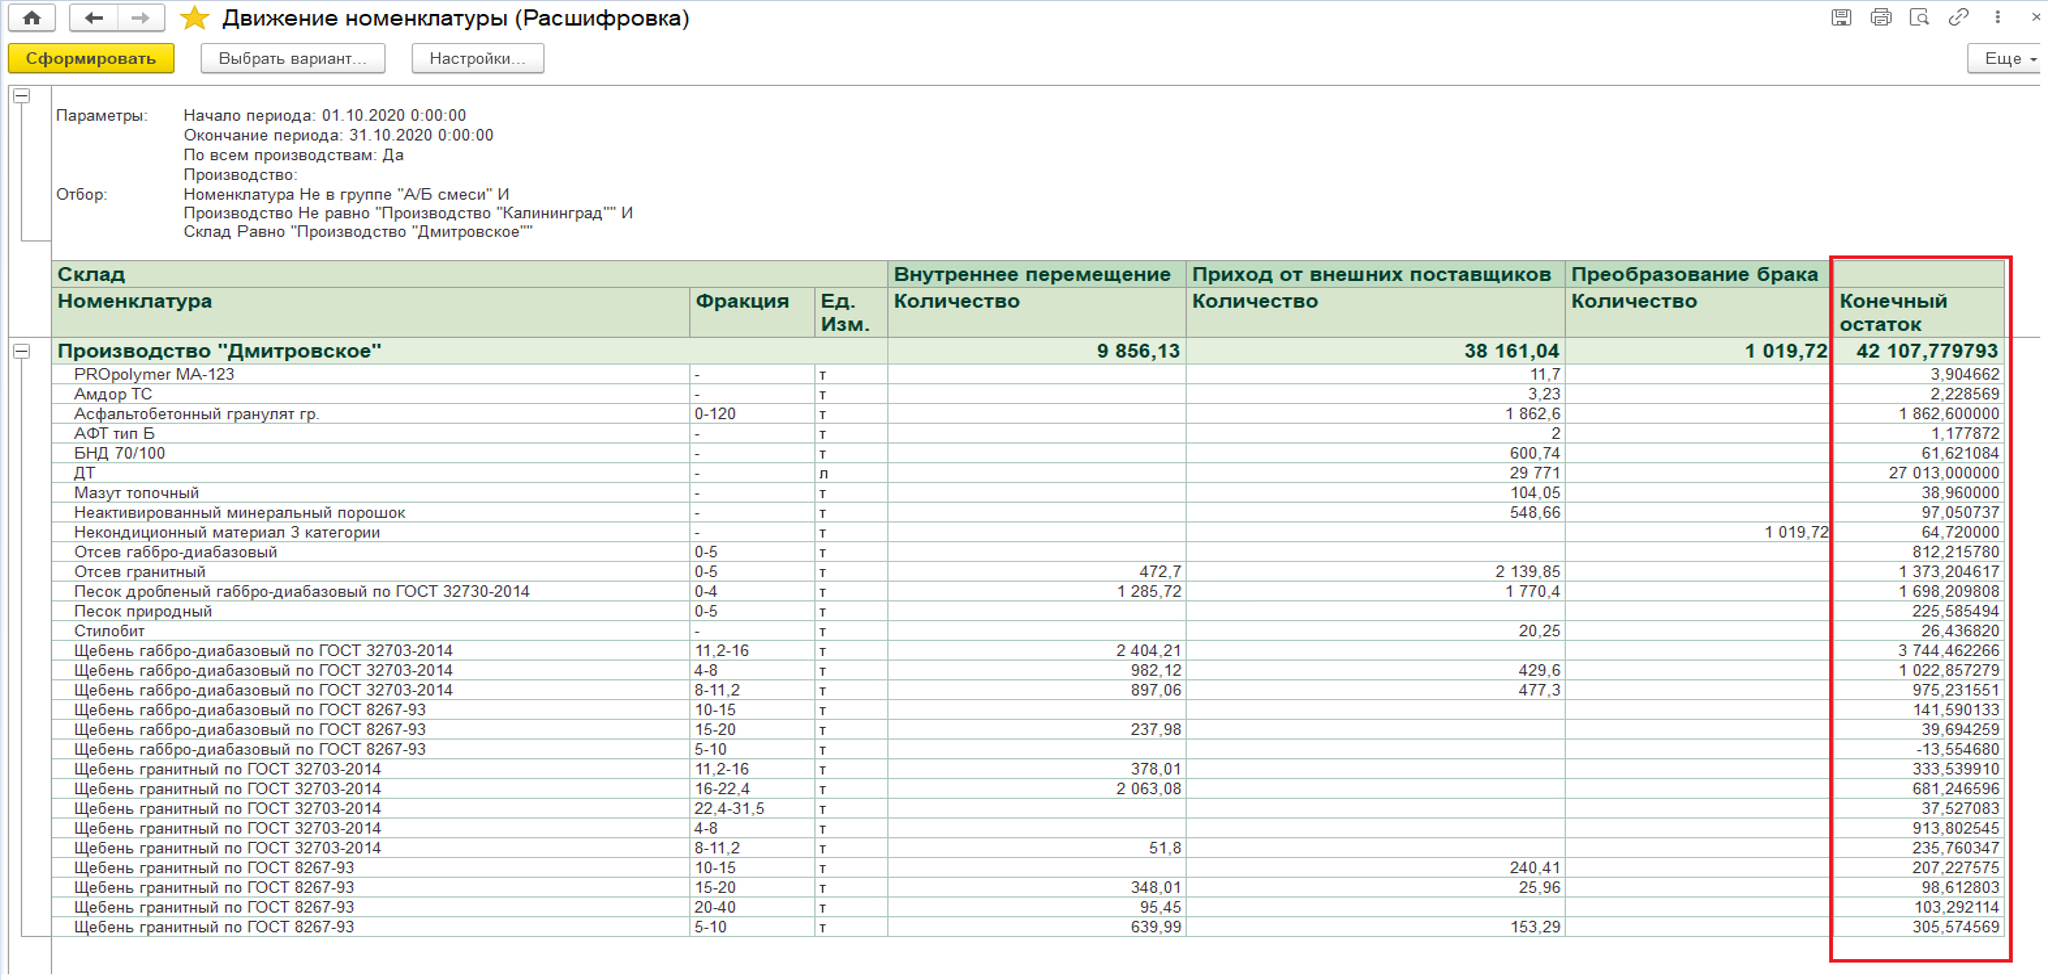 Движение номенклатуры (Расшифровка)
Сформировать Выбрать вариант... Настройки... Еще
Параметры: Начало периода: 01.10.2020 0:00:00
Окончание периода: 31.10.2020 0:00:00
По всем производствам: Да
Производство:
Отбор: Номенклатура Не в группе "А/Б смеси" И
Производство Не равно "Производство "Калининград"" И
Склад Равно "Производство "Дмитровское""
Склад Внутреннее перемещение Приход от внешних поставщиков Преобразование брака
Номенклатура Фракция Ед. Изм. Количество Количество Количество Конечный остаток
Производство "Дмитровское" 9 856,13 38 161,04 1 019,72 42 107,779793
PROpolymer МА-123 - т 11,7 3,904662
Амдор ТС - т 3,23 2,228569
Асфальтобетонный гранулят гр. 0-120 т 1 862,6 1 862,600000
АФТ тип Б - т 2 1,177872
БНД 70/100 - т 600,74 61,621084
ДТ - л 29 771 27 013,000000
Мазут топочный - т 104,05 38,960000
Неактивированный минеральный порошок - т 548,66 97,050737
Некондиционный материал 3 категории - т 1 019,72 64,720000
Отсев габбро-диабазовый 0-5 т 812,215780
Отсев гранитный 0-5 т 472,7 2 139,85 1 373,204617
Песок дробленый габбро-диабазовый по ГОСТ 32730-2014 0-4 т 1 285,72 1 770,4 1 698,209808
Песок природный 0-5 т 225,585494
Стилобит - т 20,25 26,436820
Щебень габбро-диабазовый по ГОСТ 32703-2014 11,2-16 т 2 404,21 3 744,462266
Щебень габбро-диабазовый по ГОСТ 32703-2014 4-8 т 982,12 429,6 1 022,857279
Щебень габбро-диабазовый по ГОСТ 32703-2014 8-11,2 т 897,06 477,3 975,231551
Щебень габбро-диабазовый по ГОСТ 8267-93 10-15 т 141,590133
Щебень габбро-диабазовый по ГОСТ 8267-93 15-20 т 237,98 39,694259
Щебень габбро-диабазовый по ГОСТ 8267-93 5-10 т -13,554680
Щебень гранитный по ГОСТ 32703-2014 11,2-16 т 378,01 333,539910
Щебень гранитный по ГОСТ 32703-2014 16-22,4 т 2 063,08 681,246596
Щебень гранитный по ГОСТ 32703-2014 22,4-31,5 т 37,527083
Щебень гранитный по ГОСТ 32703-2014 4-8 т 913,802545
Щебень гранитный по ГОСТ 32703-2014 8-11,2 т 51,8 235,760347
Щебень гранитный по ГОСТ 8267-93 10-15 т 240,41 207,227575
Щебень гранитный по ГОСТ 8267-93 15-20 т 348,01 25,96 98,612803
Щебень гранитный по ГОСТ 8267-93 20-40 т 95,45 103,292114
Щебень гранитный по ГОСТ 8267-93 5-10 т 639,99 153,29 305,574569